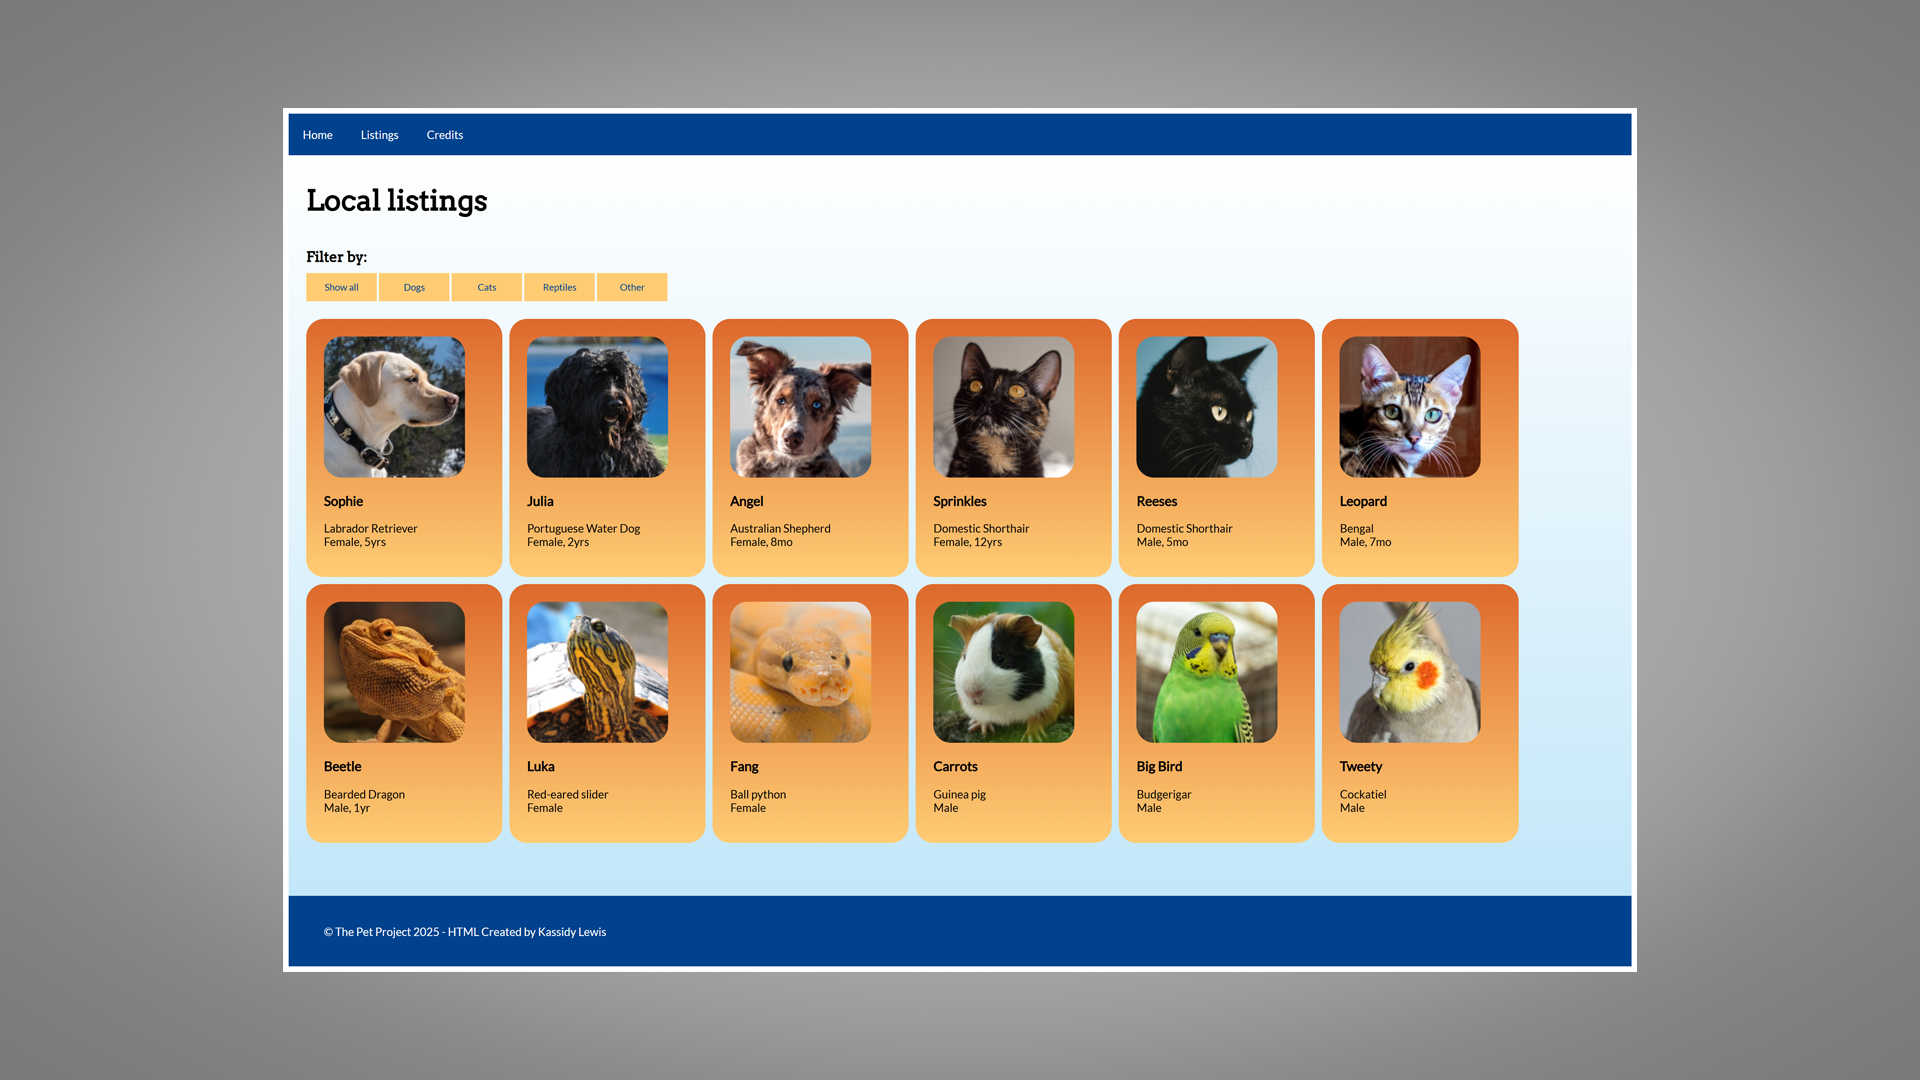 Home Listings Credits
Local listings
Filter by:
Show all Dogs Cats Reptiles Other
Sophie
Labrador Retriever
Female, 5yrs
Julia
Portuguese Water Dog
Female, 2yrs
Angel
Australian Shepherd
Female, 8mo
Sprinkles
Domestic Shorthair
Female, 12yrs
Reeses
Domestic Shorthair
Male, 5mo
Leopard
Bengal
Male, 7mo
Beetle
Bearded Dragon
Male, 1yr
Luka
Red-eared slider
Female
Fang
Ball python
Female
Carrots
Guinea pig
Male
Big Bird
Budgerigar
Male
Tweety
Cockatiel
Male
© The Pet Project 2025 - HTML Created by Kassidy Lewis